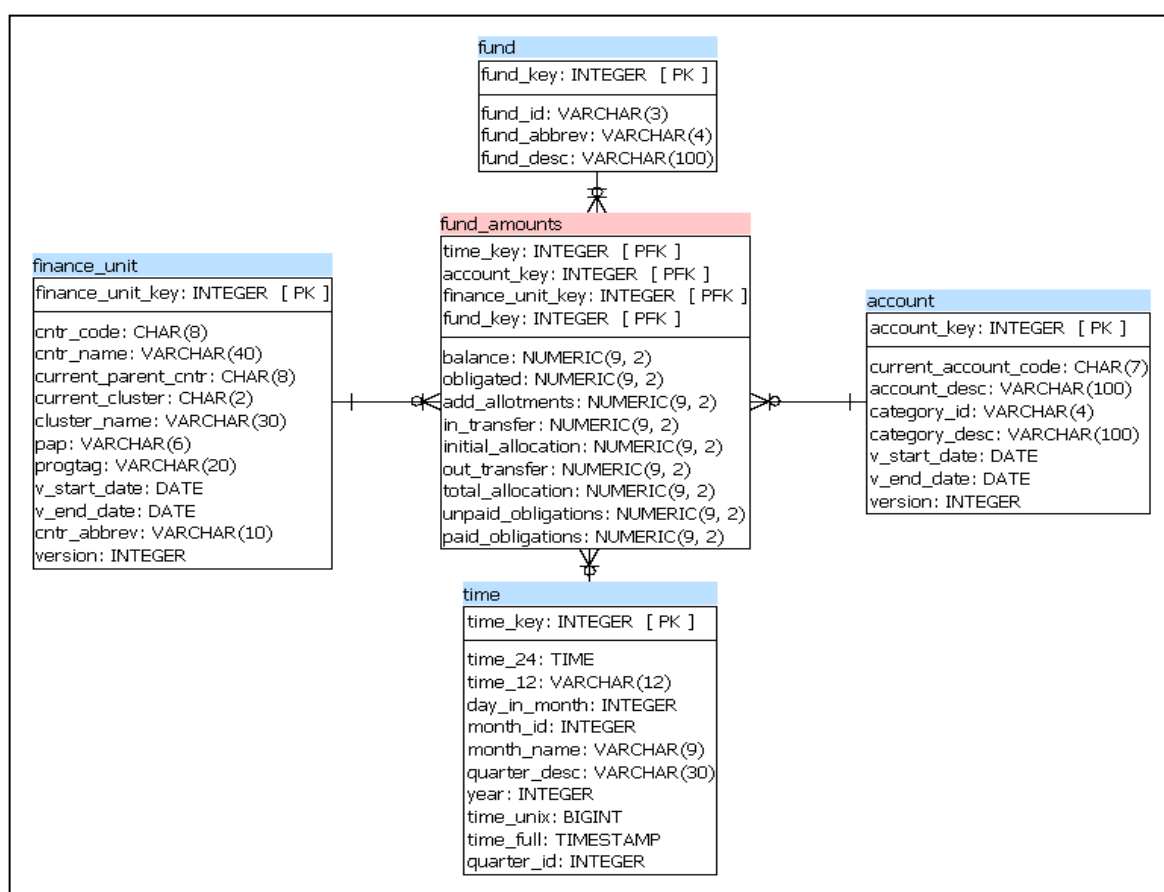 fund
fund_key: INTEGER [ PK ]
fund_id: VARCHAR(3)
fund_abbrev: VARCHAR(4)
fund_desc: VARCHAR(100)
fund_amounts
time_key: INTEGER [ PFK ]
account_key: INTEGER [ PFK ]
finance_unit_key: INTEGER [ PFK ]
fund_key: INTEGER [ PFK ]
balance: NUMERIC(9, 2)
obligated: NUMERIC(9, 2)
add_allotments: NUMERIC(9, 2)
in_transfer: NUMERIC(9, 2)
initial_allocation: NUMERIC(9, 2)
out_transfer: NUMERIC(9, 2)
total_allocation: NUMERIC(9, 2)
unpaid_obligations: NUMERIC(9, 2)
paid_obligations: NUMERIC(9, 2)
finance_unit
finance_unit_key: INTEGER [ PK ]
cntr_code: CHAR(8)
cntr_name: VARCHAR(40)
current_parent_cntr: CHAR(8)
current_cluster: CHAR(2)
cluster_name: VARCHAR(30)
pap: VARCHAR(6)
progtag: VARCHAR(20)
v_start_date: DATE
v_end_date: DATE
cntr_abbrev: VARCHAR(10)
version: INTEGER
account
account_key: INTEGER [ PK ]
current_account_code: CHAR(7)
account_desc: VARCHAR(100)
category_id: VARCHAR(4)
category_desc: VARCHAR(100)
v_start_date: DATE
v_end_date: DATE
version: INTEGER
time
time_key: INTEGER [ PK ]
time_24: TIME
time_12: VARCHAR(12)
day_in_month: INTEGER
month_id: INTEGER
month_name: VARCHAR(9)
quarter_desc: VARCHAR(30)
year: INTEGER
time_unix: BIGINT
time_full: TIMESTAMP
quarter_id: INTEGER